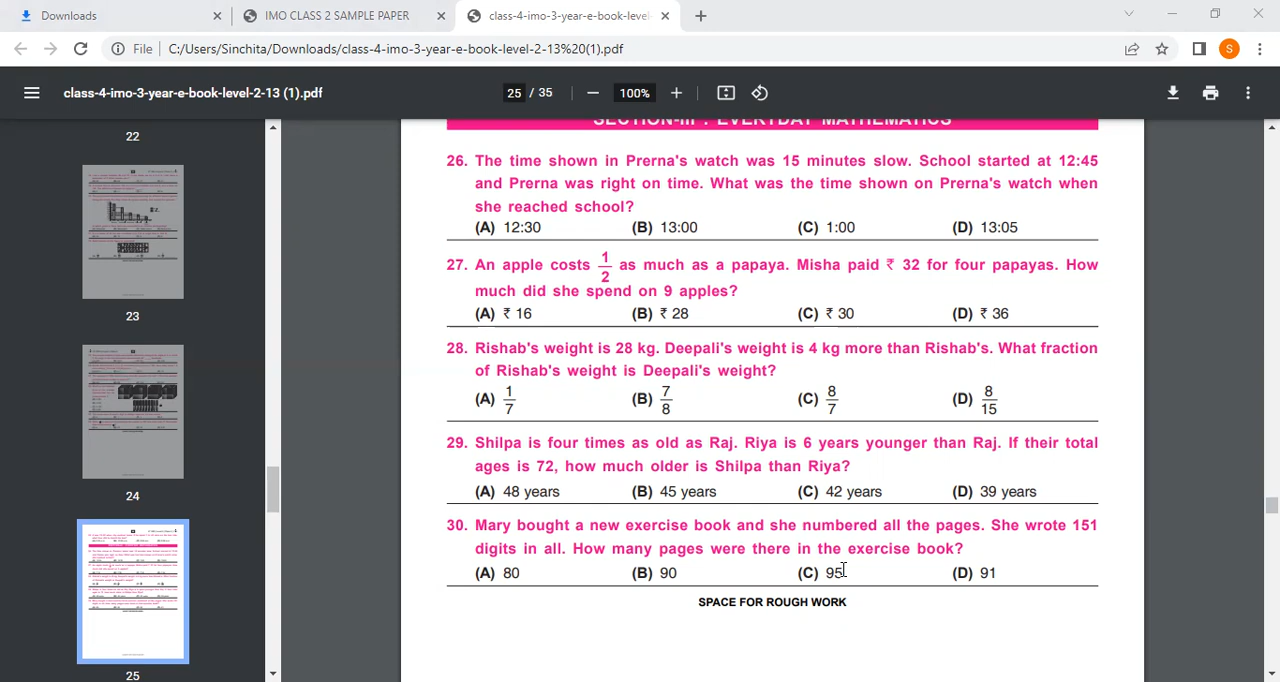 Downloads
IMO CLASS 2 SAMPLE PAPER
class-4-imo-3-year-e-book-level-
File C:/Users/Sinchita/Downloads/class-4-imo-3-year-e-book-level-2-13%20(1).pdf
S
class-4-imo-3-year-e-book-level-2-13 (1).pdf
25 / 35
100%
22
23
24
25
SECTION-III : EVERYDAY MATHEMATICS
26. The time shown in Prerna's watch was 15 minutes slow. School started at 12:45
and Prerna was right on time. What was the time shown on Prerna's watch when
she reached school?
(A) 12:30 (B) 13:00 (C) 1:00 (D) 13:05
27. An apple costs 1/2 as much as a papaya. Misha paid ₹ 32 for four papayas. How
much did she spend on 9 apples?
(A) ₹ 16 (B) ₹ 28 (C) ₹ 30 (D) ₹ 36
28. Rishab's weight is 28 kg. Deepali's weight is 4 kg more than Rishab's. What fraction
of Rishab's weight is Deepali's weight?
(A) 1/7 (B) 7/8 (C) 8/7 (D) 8/15
29. Shilpa is four times as old as Raj. Riya is 6 years younger than Raj. If their total
ages is 72, how much older is Shilpa than Riya?
(A) 48 years (B) 45 years (C) 42 years (D) 39 years
30. Mary bought a new exercise book and she numbered all the pages. She wrote 151
digits in all. How many pages were there in the exercise book?
(A) 80 (B) 90 (C) 95 (D) 91
SPACE FOR ROUGH WORK